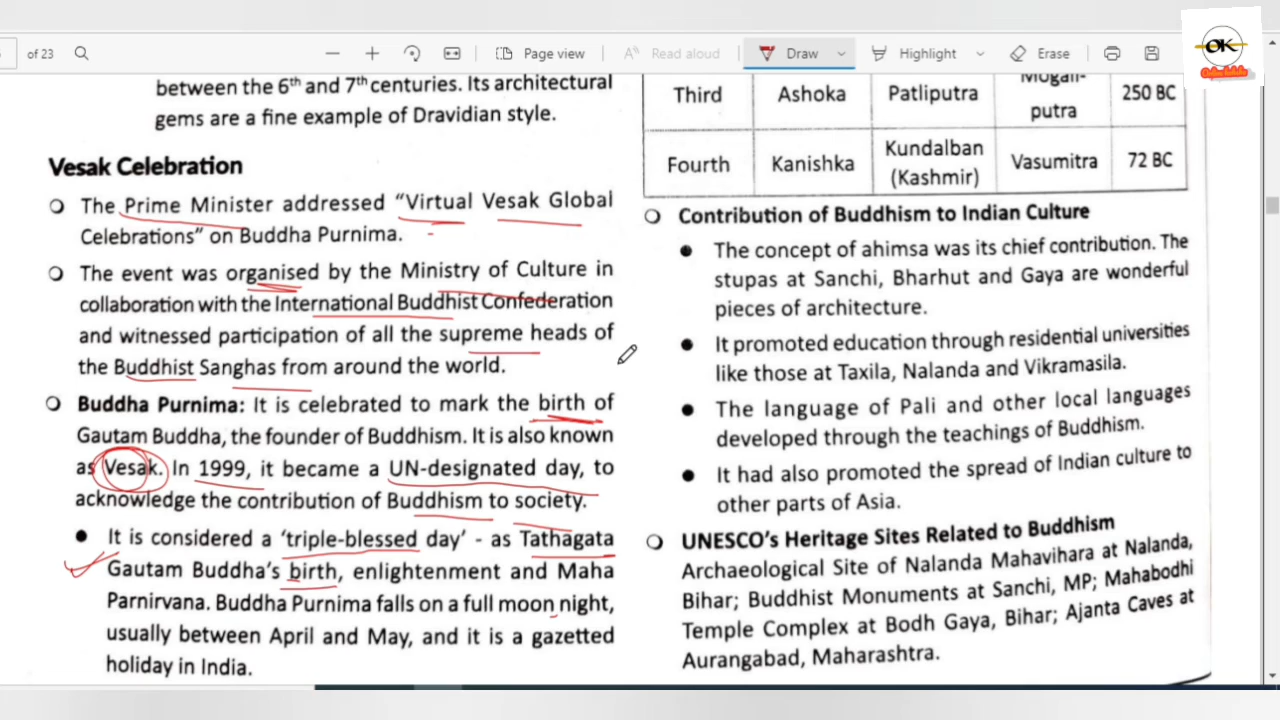 of 23
Page view
Read aloud
Draw
Highlight
Erase
OK
between the 6th and 7th centuries. Its architectural
gems are a fine example of Dravidian style.
Vesak Celebration
The Prime Minister addressed “Virtual Vesak Global
Celebrations” on Buddha Purnima.
The event was organised by the Ministry of Culture in
collaboration with the International Buddhist Confederation
and witnessed participation of all the supreme heads of
the Buddhist Sanghas from around the world.
Buddha Purnima: It is celebrated to mark the birth of
Gautam Buddha, the founder of Buddhism. It is also known
as Vesak. In 1999, it became a UN-designated day, to
acknowledge the contribution of Buddhism to society.
It is considered a ‘triple-blessed day’ - as Tathagata
Gautam Buddha’s birth, enlightenment and Maha
Parnirvana. Buddha Purnima falls on a full moon night,
usually between April and May, and it is a gazetted
holiday in India.
Third Ashoka Patliputra Mogali-
putra 250 BC
Fourth Kanishka Kundalban
(Kashmir) Vasumitra 72 BC
Contribution of Buddhism to Indian Culture
The concept of ahimsa was its chief contribution. The
stupas at Sanchi, Bharhut and Gaya are wonderful
pieces of architecture.
It promoted education through residential universities
like those at Taxila, Nalanda and Vikramasila.
The language of Pali and other local languages
developed through the teachings of Buddhism.
It had also promoted the spread of Indian culture to
other parts of Asia.
UNESCO’s Heritage Sites Related to Buddhism
Archaeological Site of Nalanda Mahavihara at Nalanda,
Bihar; Buddhist Monuments at Sanchi, MP; Mahabodhi
Temple Complex at Bodh Gaya, Bihar; Ajanta Caves at
Aurangabad, Maharashtra.